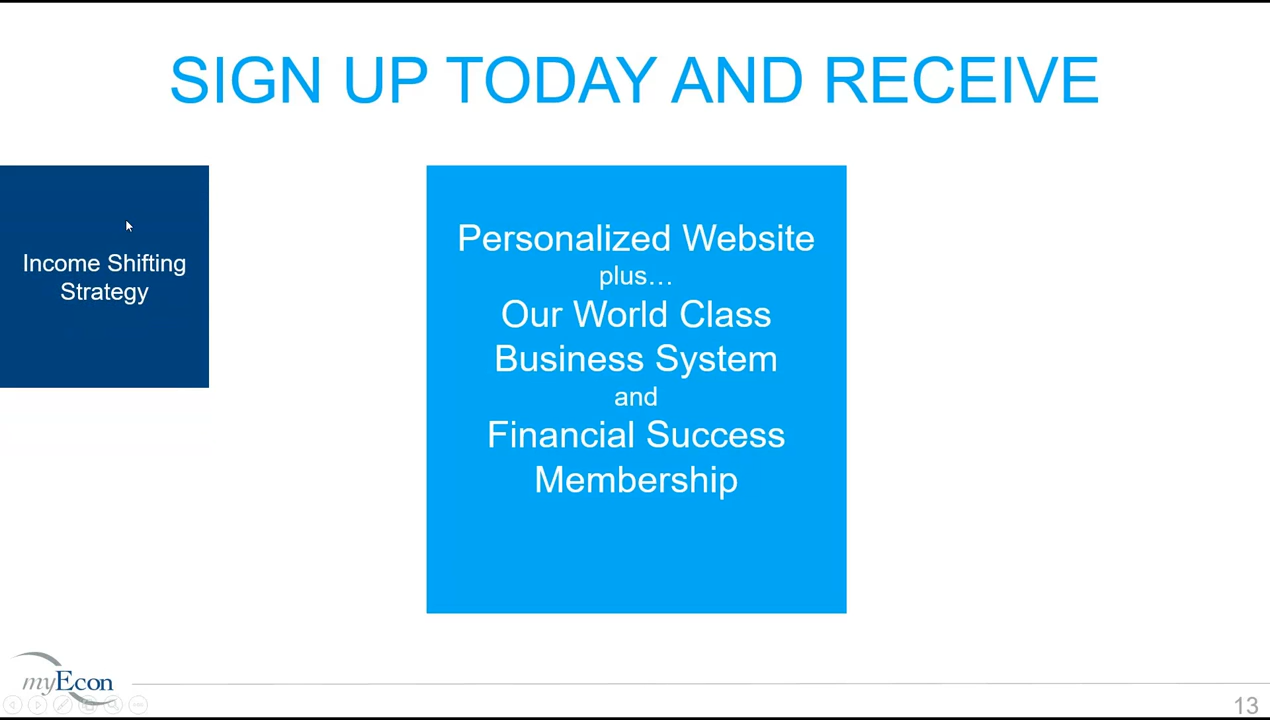 SIGN UP TODAY AND RECEIVE
Income Shifting
Strategy
Personalized Website
plus…
Our World Class
Business System
and
Financial Success
Membership
myEcon
13